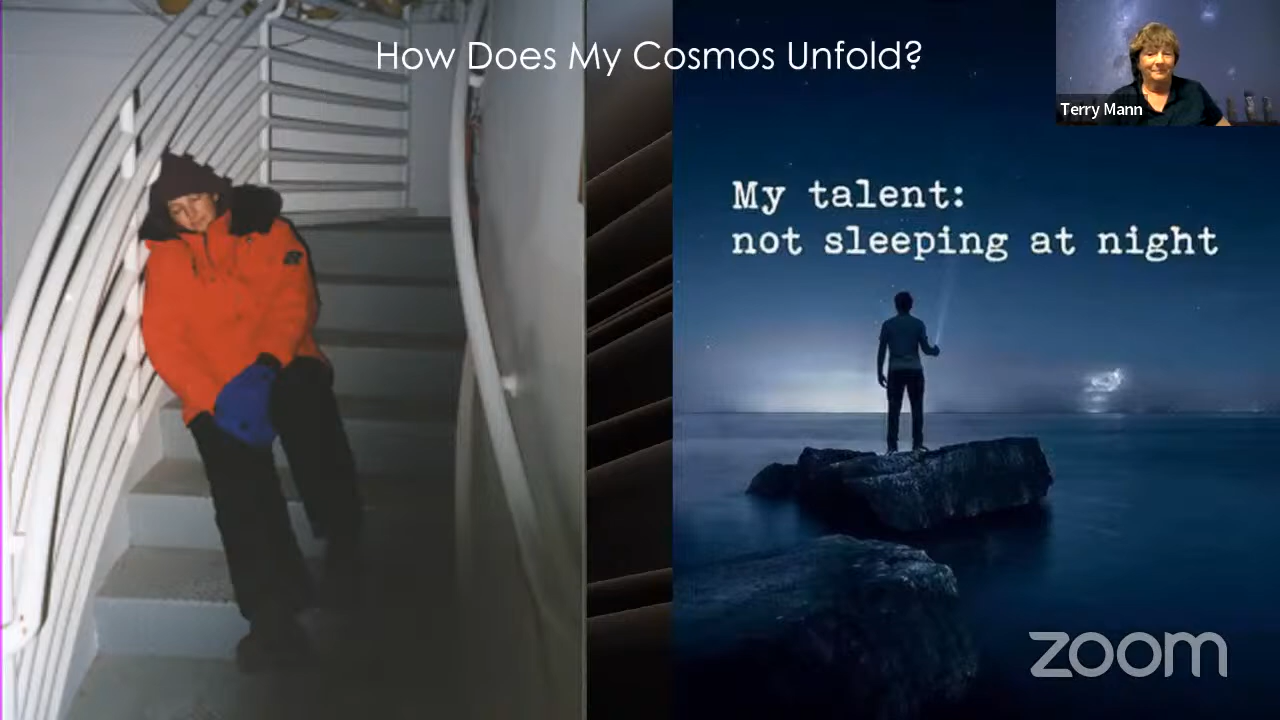 How Does My Cosmos Unfold?
Terry Mann
My talent:
not sleeping at night
zoom